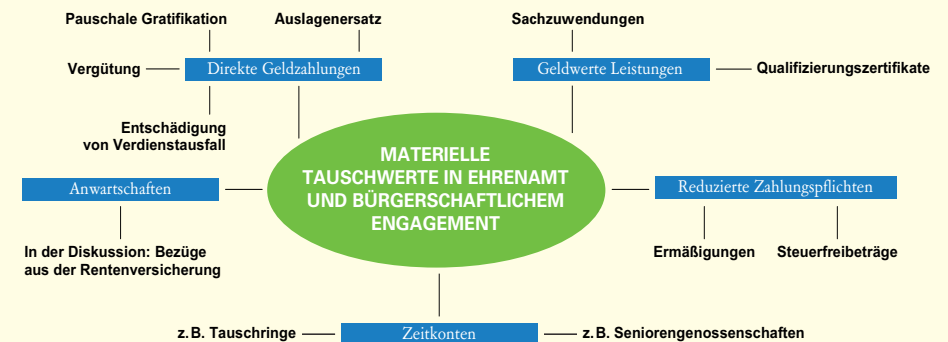 Pauschale Gratifikation
Auslagenersatz
Sachzuwendungen
Vergütung
Direkte Geldzahlungen
Geldwerte Leistungen
Qualifizierungszertifikate
Entschädigung
von Verdienstausfall
MATERIELLE
TAUSCHWERTE IN EHRENAMT
UND BÜRGERSCHAFTLICHEM
ENGAGEMENT
Anwartschaften
Reduzierte Zahlungspflichten
In der Diskussion: Bezüge
aus der Rentenversicherung
Ermäßigungen
Steuerfreibeträge
z.B. Tauschringe
Zeitkonten
z.B. Seniorengenossenschaften